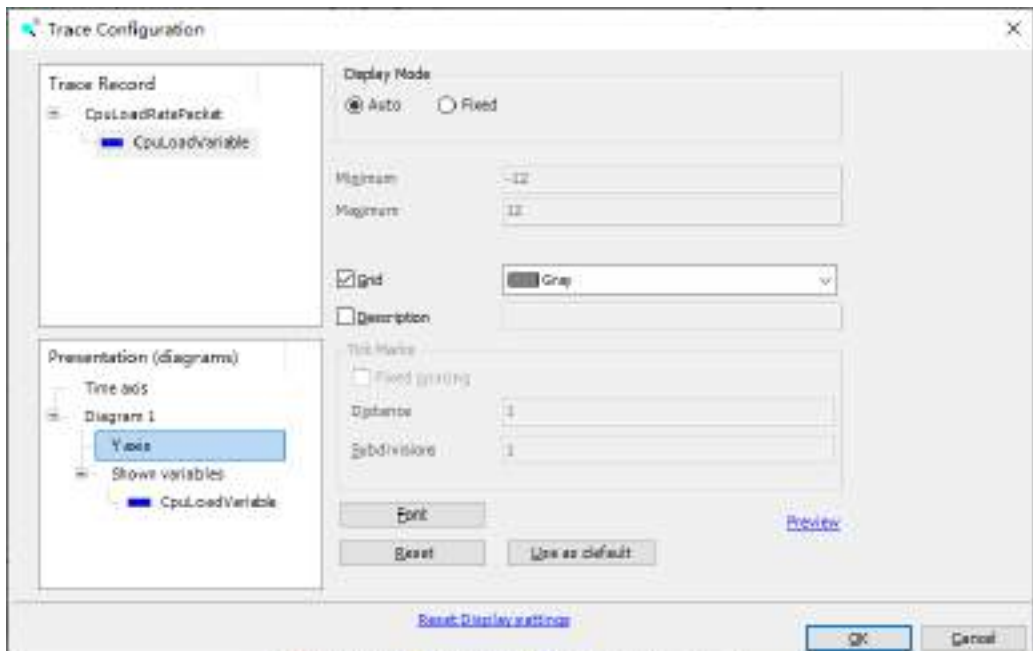 Trace Configuration
Trace Record
CpuLoadRatePacket
CpuLoadVariable
Display Mode
Auto
Fixed
Minimum
-12
Maximum
12
Grid
Gray
Description
Presentation (diagrams)
Time axis
Diagram 1
Y axis
Shown variables
CpuLoadVariable
Tick Marks
Fixed spacing
Distance
1
Subdivisions
1
Font
Preview
Reset
Use as default
Reset Display settings
OK
Cancel